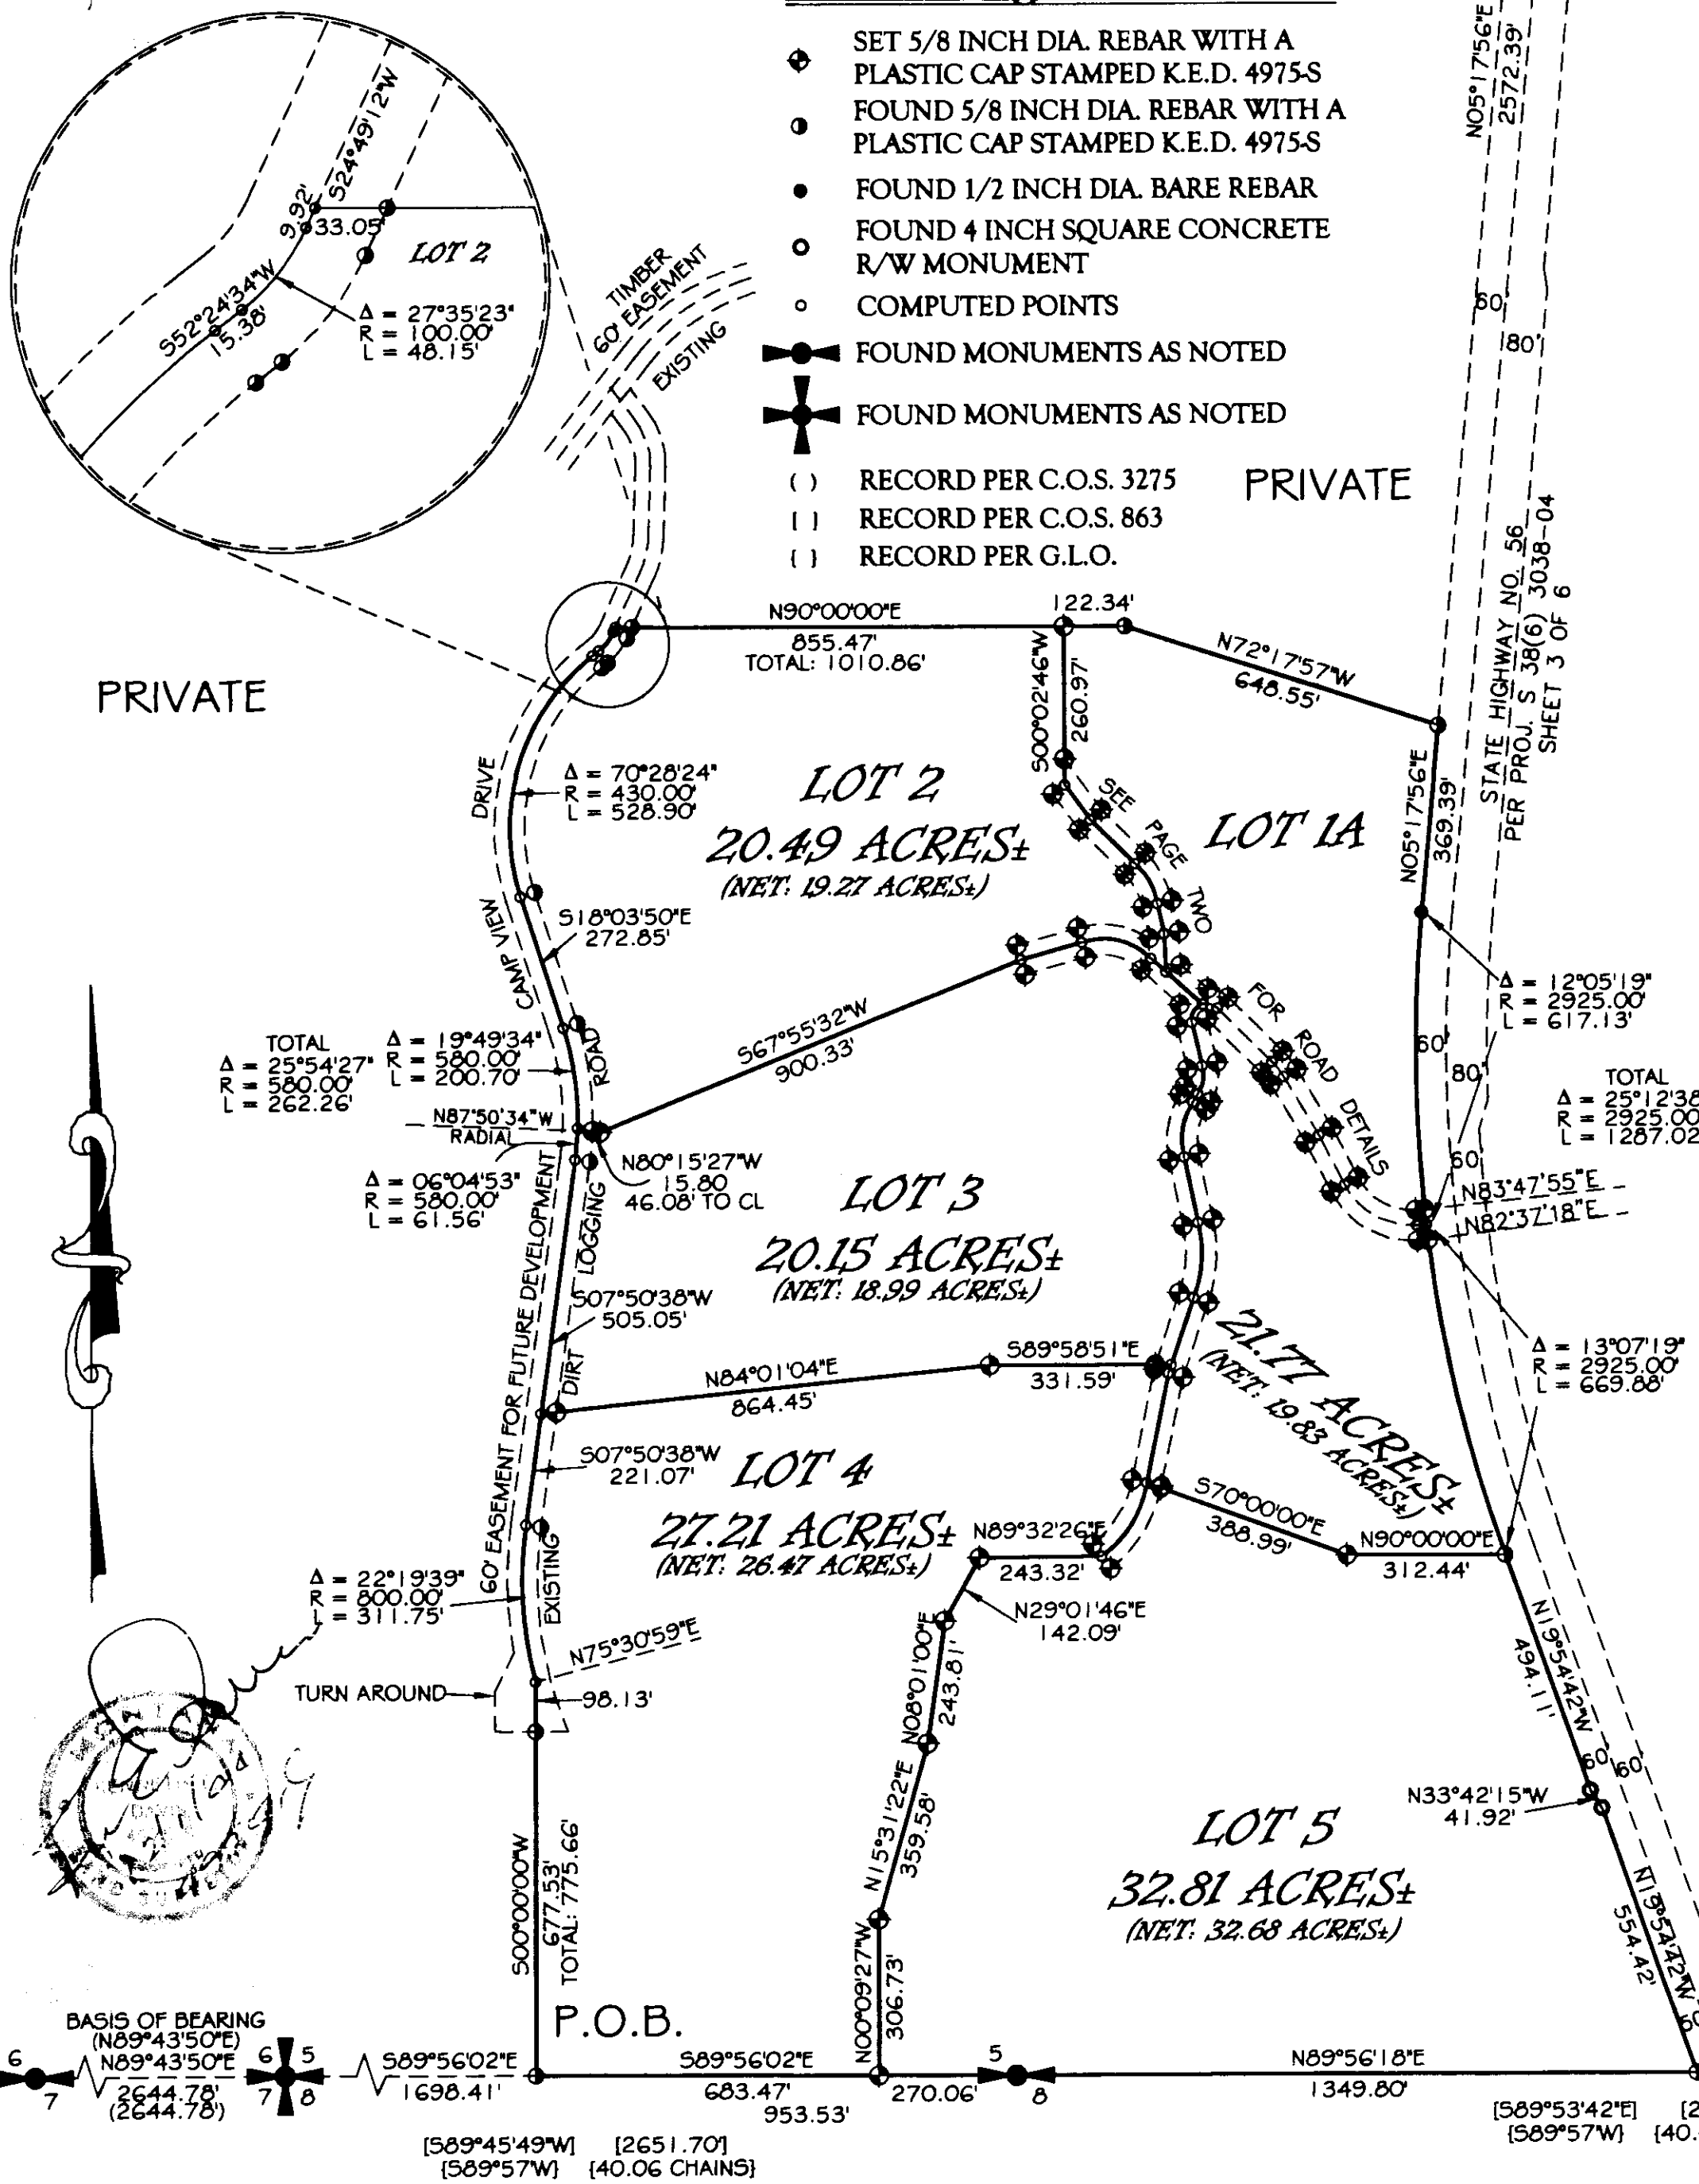 SET 5/8 INCH DIA. REBAR WITH A
PLASTIC CAP STAMPED K.E.D. 4975-S
FOUND 5/8 INCH DIA. REBAR WITH A
PLASTIC CAP STAMPED K.E.D. 4975-S
FOUND 1/2 INCH DIA. BARE REBAR
FOUND 4 INCH SQUARE CONCRETE
R/W MONUMENT
COMPUTED POINTS
FOUND MONUMENTS AS NOTED
FOUND MONUMENTS AS NOTED
( ) RECORD PER C.O.S. 3275
[ ] RECORD PER C.O.S. 863
{ } RECORD PER G.L.O.
S24°49'12"W
9.92'
33.05'
LOT 2
S52°24'34"W
15.38'
Δ = 27°35'23"
R = 100.00'
L = 48.15'
TIMBER
60' EASEMENT
EXISTING
N05°17'56"E
2572.39'
60'
80'
PRIVATE
STATE HIGHWAY NO. 56
PER PROJ. S 38(6) 3038-04
SHEET 3 OF 6
PRIVATE
N90°00'00"E
855.47'
TOTAL: 1010.86'
122.34'
N72°17'57"W
648.55'
S00°02'46"W
260.97'
N05°17'56"E
369.39'
DRIVE
Δ = 70°28'24"
R = 430.00'
L = 528.90'
LOT 2
20.49 ACRES±
(NET: 19.27 ACRES±)
SEE PAGE TWO
FOR ROAD DETAILS
LOT 1A
CAMP VIEW
S18°03'50"E
272.85'
ROAD
S67°55'32"W
900.33'
Δ = 12°05'19"
R = 2925.00'
L = 617.13'
60'
80'
60'
TOTAL
Δ = 25°12'38
R = 2925.00
L = 1287.02
TOTAL
Δ = 25°54'27"
R = 580.00'
L = 262.26'
Δ = 19°49'34"
R = 580.00'
L = 200.70'
N87°50'34"W
RADIAL
Δ = 06°04'53"
R = 580.00'
L = 61.56'
N80°15'27"W
15.80
46.08' TO CL
N83°47'55"E
N82°37'18"E
LOT 3
20.15 ACRES±
(NET: 18.99 ACRES±)
60' EASEMENT FOR FUTURE DEVELOPMENT
EXISTING DIRT LOGGING
S07°50'38"W
505.05'
N84°01'04"E
864.45'
S89°58'51"E
331.59'
21.77 ACRES±
(NET: 19.83 ACRES±)
Δ = 13°07'19"
R = 2925.00'
L = 669.88'
S07°50'38"W
221.07'
LOT 4
27.21 ACRES±
(NET: 26.47 ACRES±)
N89°32'26"E
243.32'
S70°00'00"E
388.99'
N90°00'00"E
312.44'
Δ = 22°19'39"
R = 800.00'
L = 311.75'
N75°30'59"E
N29°01'46"E
142.09'
N08°01'00"E
243.81'
TURN AROUND
98.13'
N19°54'42"W
494.11'
60'
60'
N33°42'15"W
41.92'
N15°31'22"E
359.58'
LOT 5
32.81 ACRES±
(NET: 32.68 ACRES±)
N19°54'42"W
554.42'
S00°00'00"W
677.53'
TOTAL: 775.66'
N00°09'27"W
306.73'
P.O.B.
BASIS OF BEARING
(N89°43'50"E)
N89°43'50"E
2644.78'
(2644.78')
6
7
6 5
7 8
S89°56'02"E
1698.41'
S89°56'02"E
683.47'
270.06'
953.53'
5
8
N89°56'18"E
1349.80'
[S89°45'49"W] [2651.70']
{S89°57'W} {40.06 CHAINS}
[S89°53'42"E] [2
{S89°57'W} {40.